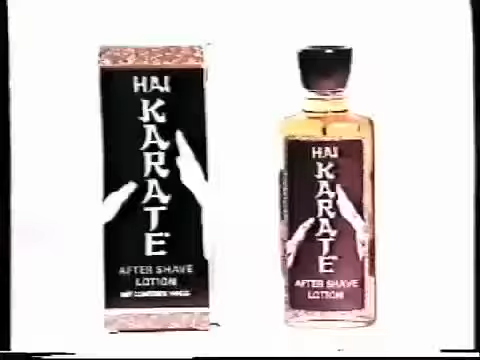 HAI
KARATE
AFTER SHAVE
LOTION
HAI
KARATE
AFTER SHAVE
LOTION